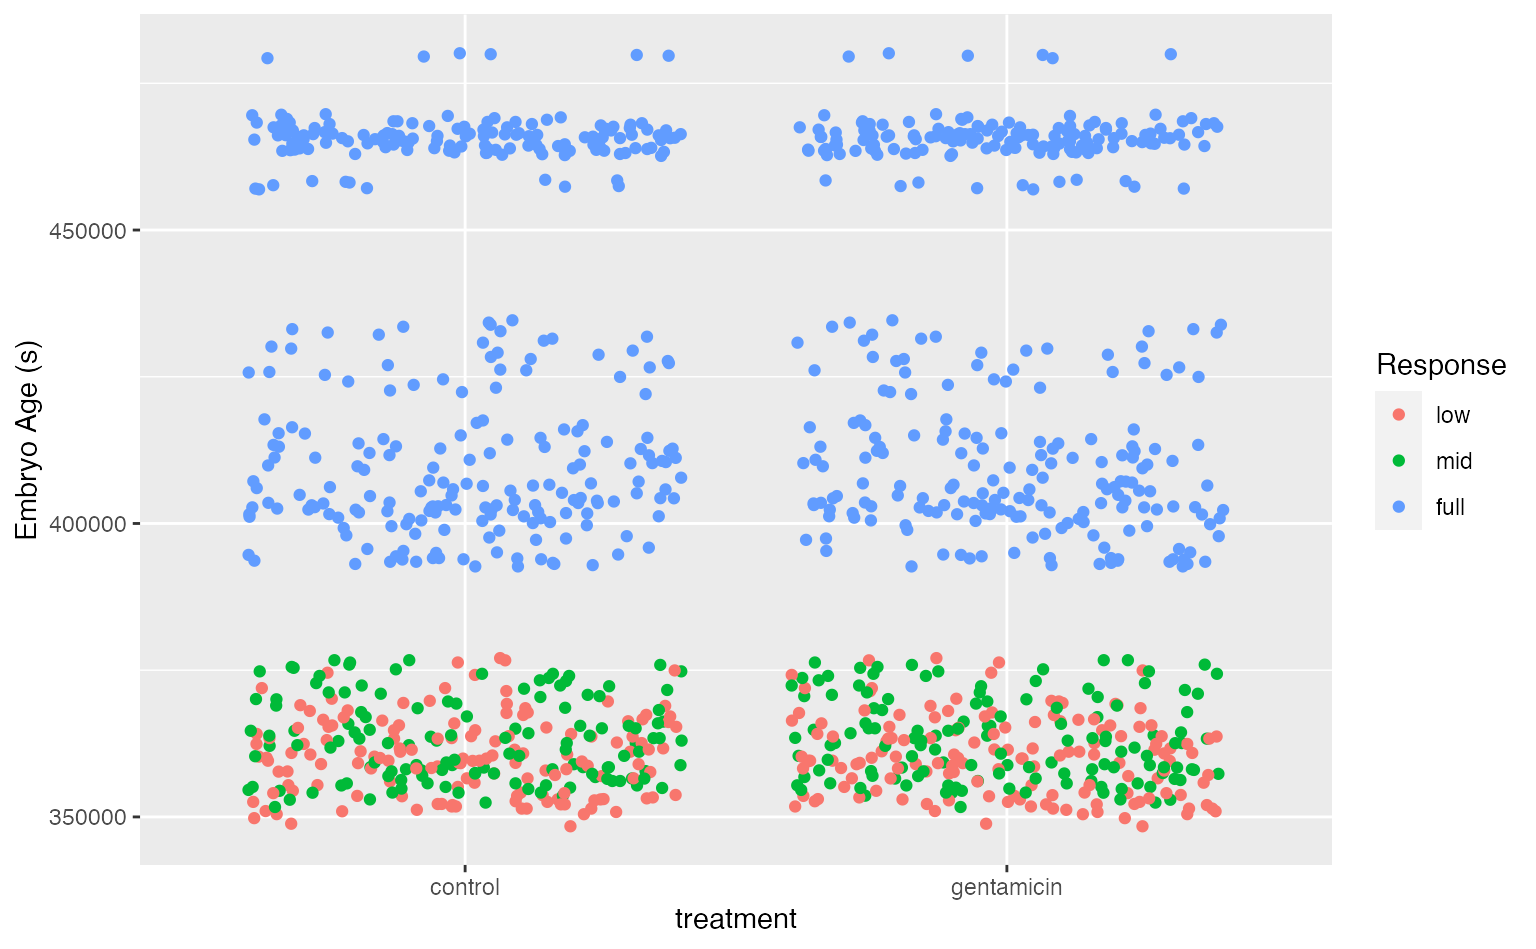 Embryo Age (s)
450000
400000
350000
control
gentamicin
treatment
Response
low
mid
full